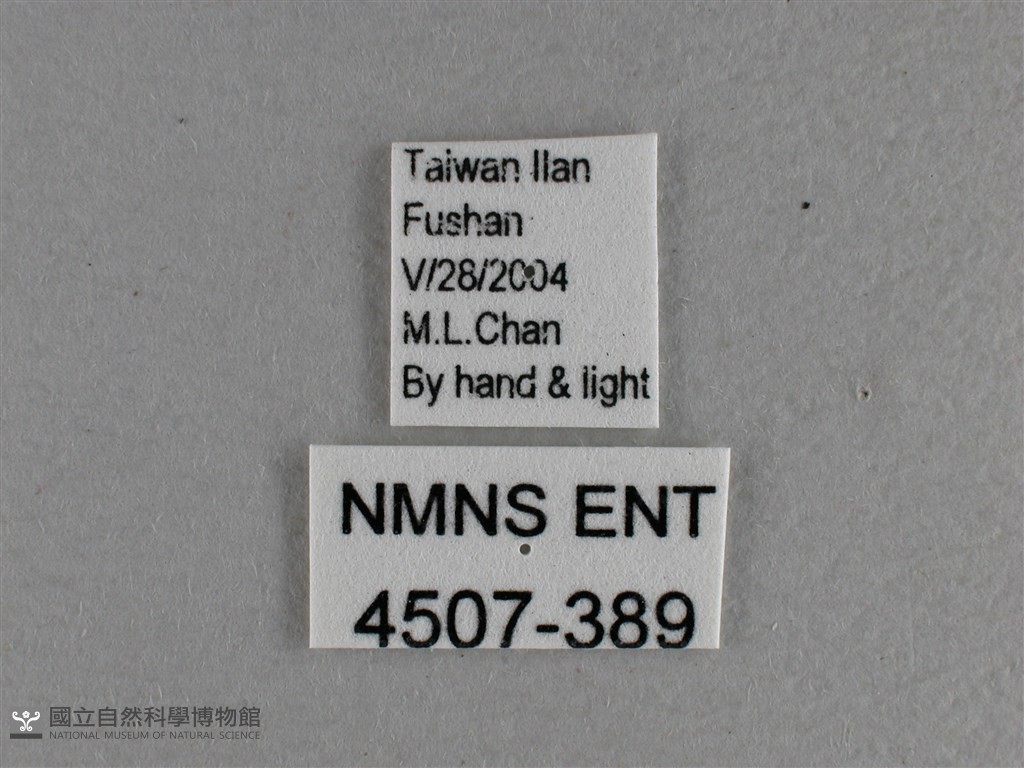 Taiwan Ilan
Fushan
V/28/2004
M.L.Chan
By hand & light
NMNS ENT
4507-389
國立自然科學博物館
NATIONAL MUSEUM OF NATURAL SCIENCE